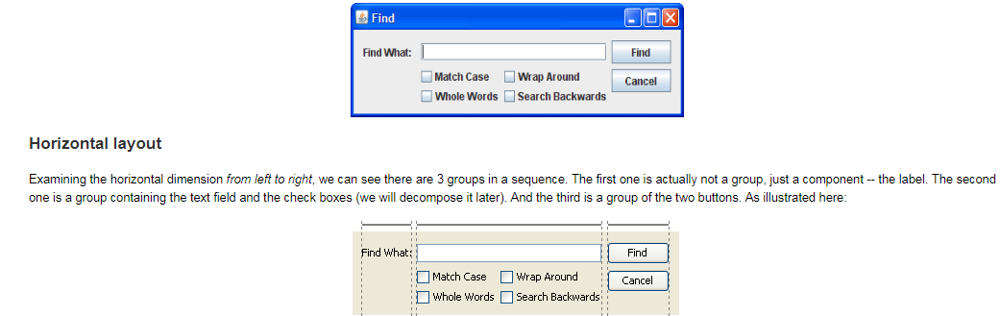 Find
Find What:
Find
Match Case
Wrap Around
Cancel
Whole Words
Search Backwards
Horizontal layout
Examining the horizontal dimension from left to right, we can see there are 3 groups in a sequence. The first one is actually not a group, just a component -- the label. The second
one is a group containing the text field and the check boxes (we will decompose it later). And the third is a group of the two buttons. As illustrated here:
Find What:
Find
Match Case
Wrap Around
Cancel
Whole Words
Search Backwards